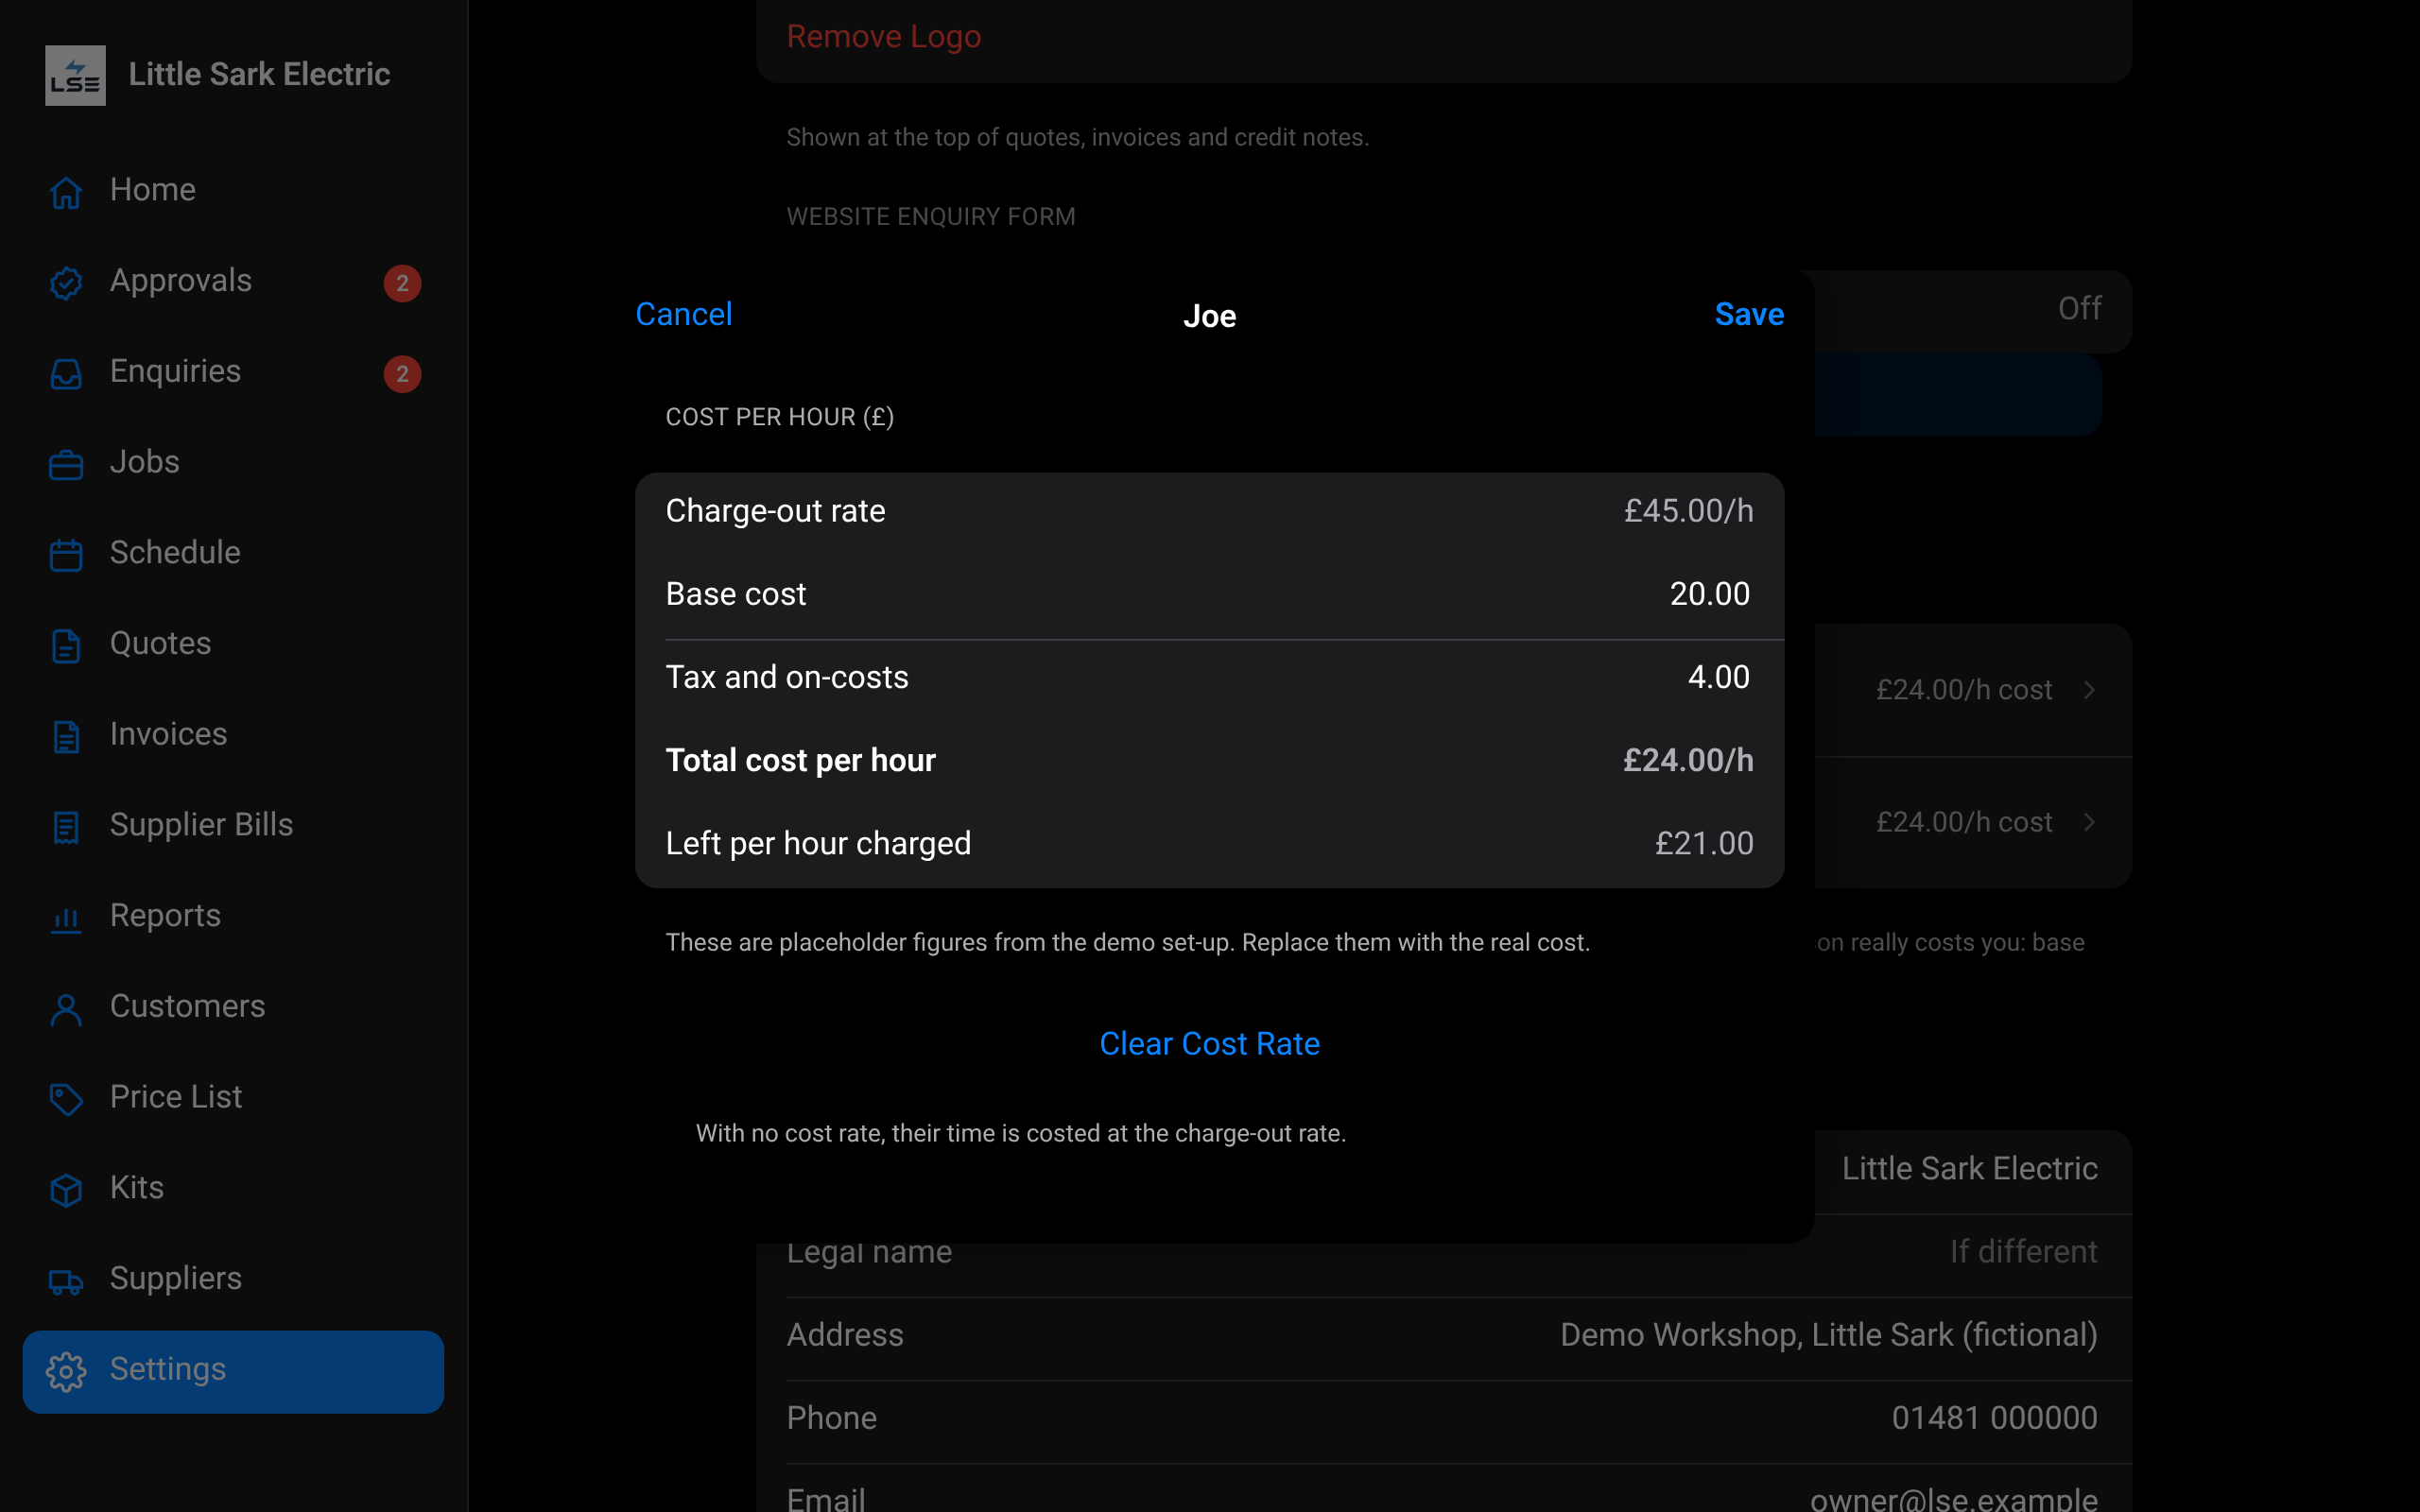 LSE
Little Sark Electric
Home
Approvals 2
Enquiries 2
Jobs
Schedule
Quotes
Invoices
Supplier Bills
Reports
Customers
Price List
Kits
Suppliers
Settings
Remove Logo
Shown at the top of quotes, invoices and credit notes.
WEBSITE ENQUIRY FORM
Off
Cancel
Joe
Save
COST PER HOUR (£)
Charge-out rate £45.00/h
Base cost 20.00
Tax and on-costs 4.00
Total cost per hour £24.00/h
Left per hour charged £21.00
These are placeholder figures from the demo set-up. Replace them with the real cost.
Clear Cost Rate
With no cost rate, their time is costed at the charge-out rate.
£24.00/h cost
£24.00/h cost
on really costs you: base
Little Sark Electric
Legal name If different
Address Demo Workshop, Little Sark (fictional)
Phone 01481 000000
Email owner@lse.example